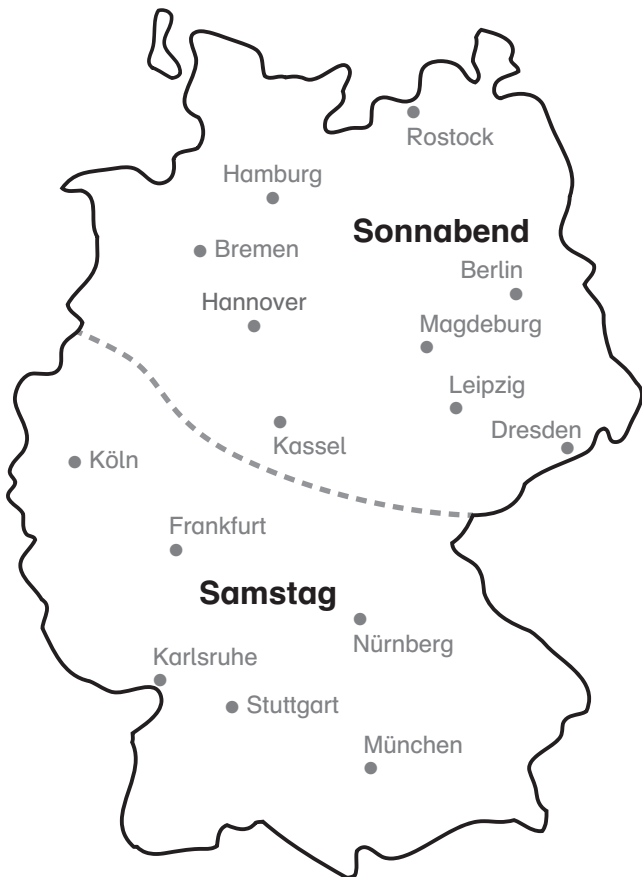 Rostock
Hamburg
Sonnabend
Bremen
Berlin
Hannover
Magdeburg
Leipzig
Dresden
Kassel
Köln
Frankfurt
Samstag
Nürnberg
Karlsruhe
Stuttgart
München